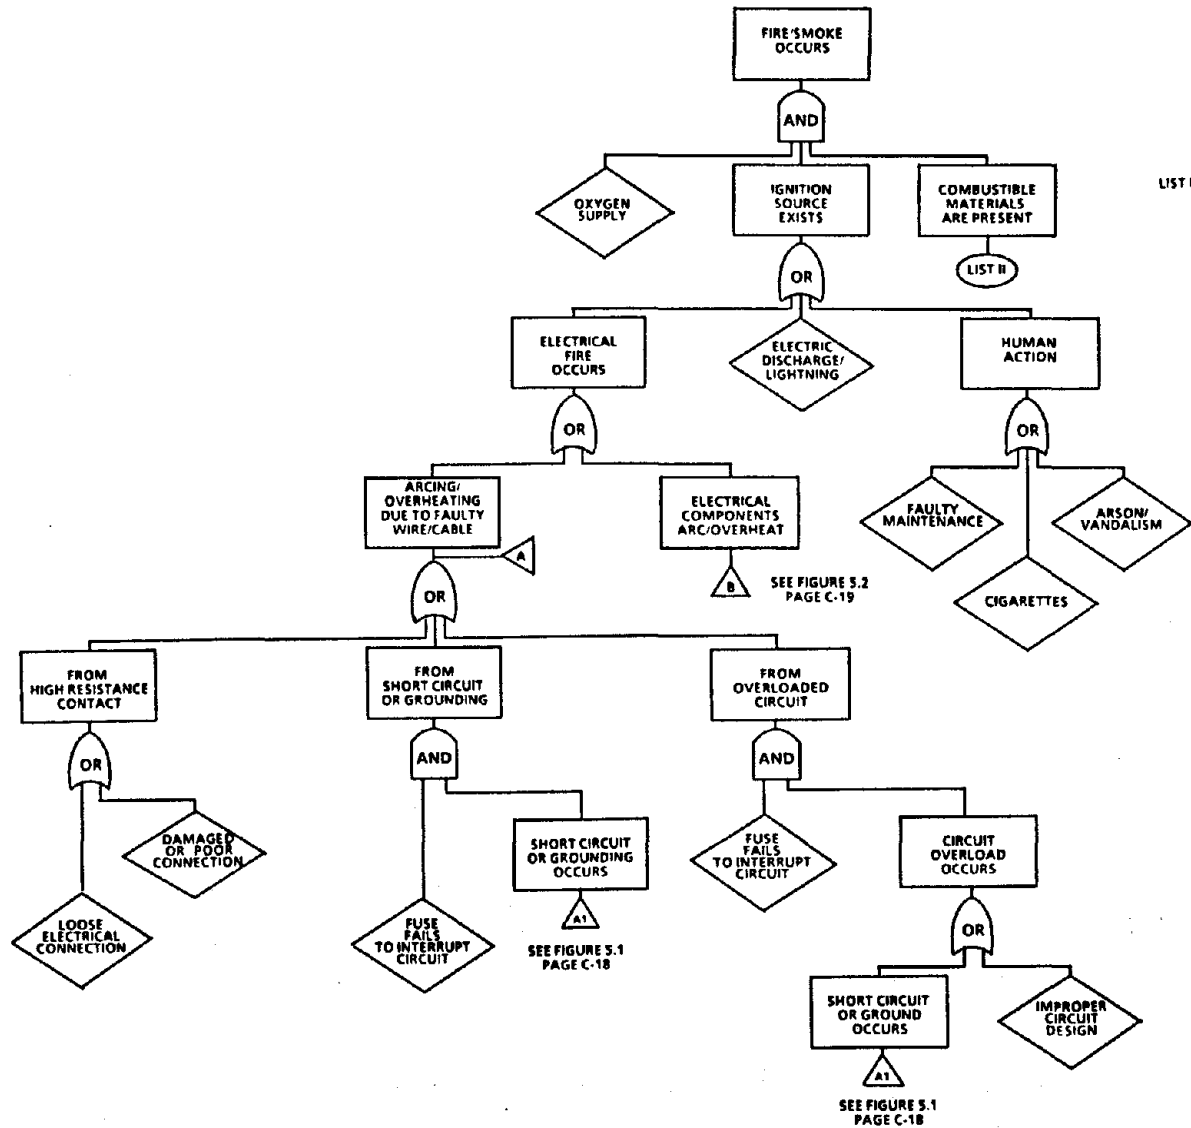 FIRE/SMOKE
OCCURS
AND
OXYGEN
SUPPLY
IGNITION
SOURCE
EXISTS
COMBUSTIBLE
MATERIALS
ARE PRESENT
LIST I
LIST II
OR
ELECTRICAL
FIRE
OCCURS
ELECTRIC
DISCHARGE/
LIGHTNING
HUMAN
ACTION
OR
OR
ARCING/
OVERHEATING
DUE TO FAULTY
WIRE/CABLE
ELECTRICAL
COMPONENTS
ARC/OVERHEAT
FAULTY
MAINTENANCE
ARSON/
VANDALISM
A
B
SEE FIGURE 5.2
PAGE C-19
CIGARETTES
OR
FROM
HIGH RESISTANCE
CONTACT
FROM
SHORT CIRCUIT
OR GROUNDING
FROM
OVERLOADED
CIRCUIT
OR
AND
AND
DAMAGED
OR POOR
CONNECTION
SHORT CIRCUIT
OR GROUNDING
OCCURS
FUSE
FAILS
TO INTERRUPT
CIRCUIT
CIRCUIT
OVERLOAD
OCCURS
LOOSE
ELECTRICAL
CONNECTION
FUSE
FAILS
TO INTERRUPT
CIRCUIT
A1
SEE FIGURE 5.1
PAGE C-18
OR
SHORT CIRCUIT
OR GROUND
OCCURS
IMPROPER
CIRCUIT
DESIGN
A1
SEE FIGURE 5.1
PAGE C-18